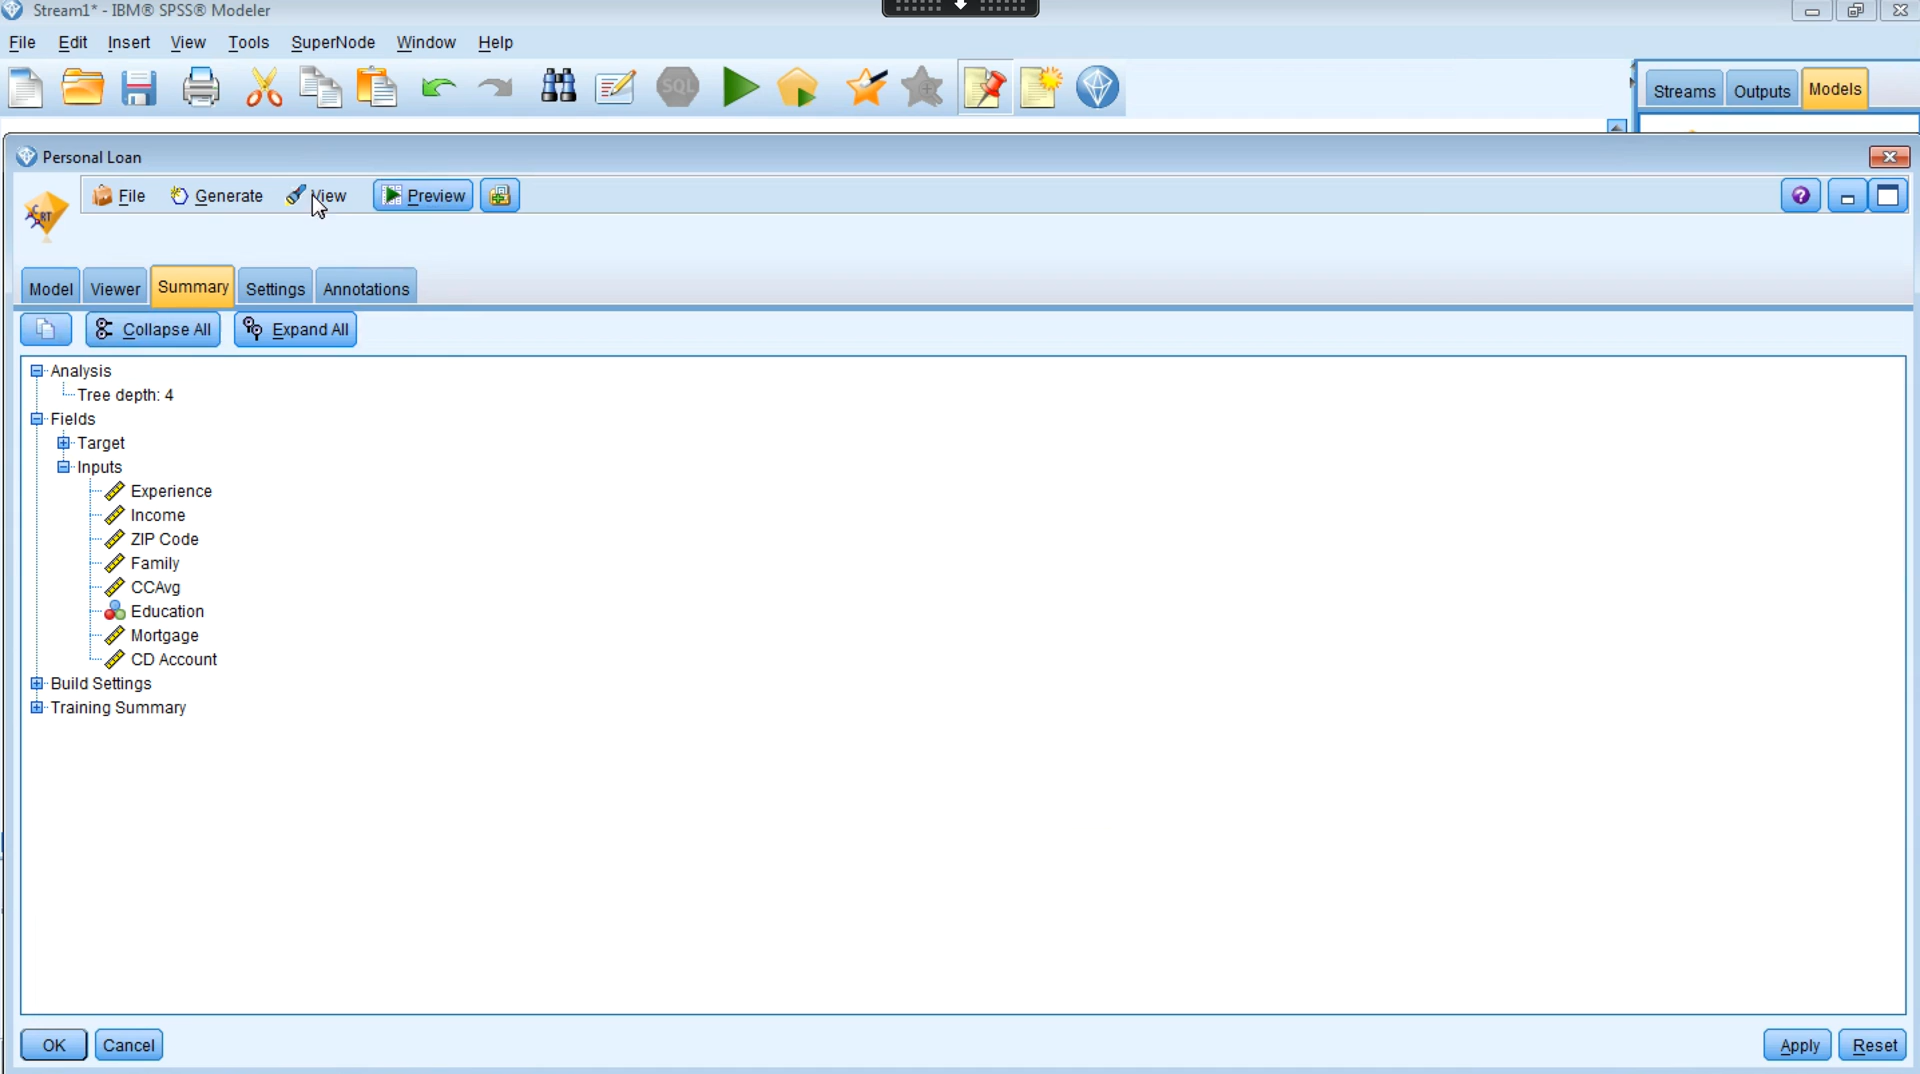 Stream1* - IBM® SPSS® Modeler
File Edit Insert View Tools SuperNode Window Help
SQL
Streams Outputs Models
Personal Loan
File Generate View Preview
CRT
Model Viewer Summary Settings Annotations
Collapse All Expand All
Analysis
Tree depth: 4
Fields
Target
Inputs
Experience
Income
ZIP Code
Family
CCAvg
Education
Mortgage
CD Account
Build Settings
Training Summary
OK Cancel Apply Reset